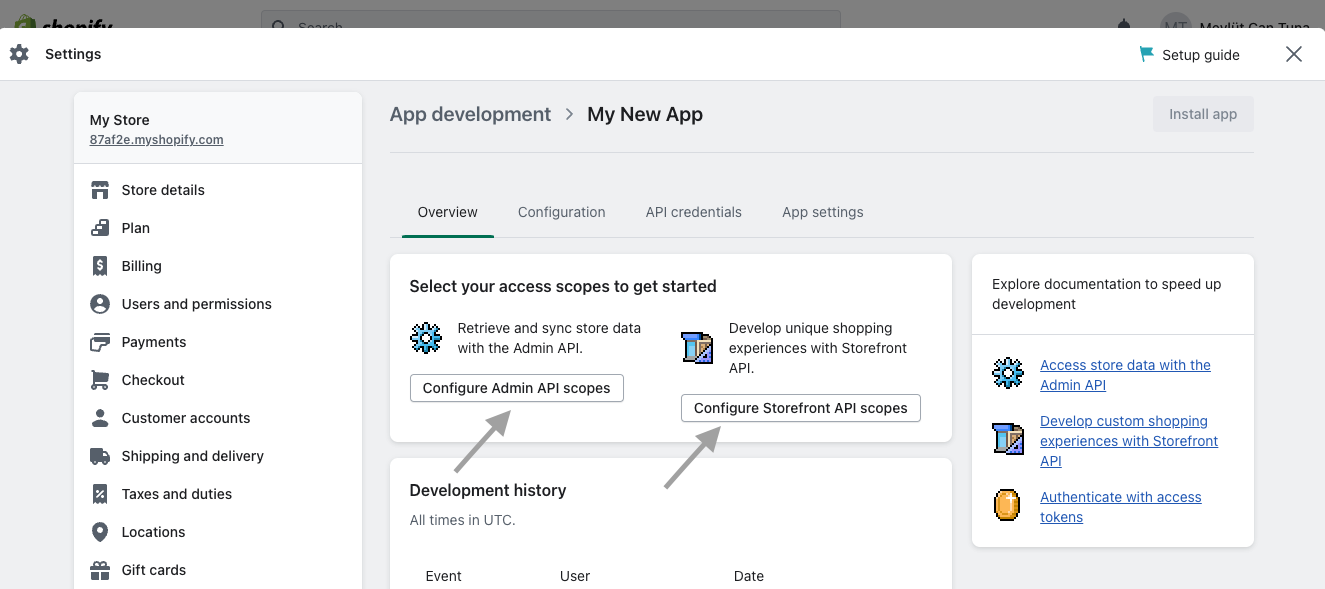 shopify
Search
MT
Mevlüt Can Tuna
Settings
Setup guide
My Store
87af2e.myshopify.com
Store details
Plan
Billing
Users and permissions
Payments
Checkout
Customer accounts
Shipping and delivery
Taxes and duties
Locations
Gift cards
App development > My New App
Install app
Overview
Configuration
API credentials
App settings
Select your access scopes to get started
Retrieve and sync store data
with the Admin API.
Configure Admin API scopes
Develop unique shopping
experiences with Storefront
API.
Configure Storefront API scopes
Development history
All times in UTC.
Event
User
Date
Explore documentation to speed up
development
Access store data with the
Admin API
Develop custom shopping
experiences with Storefront
API
Authenticate with access
tokens